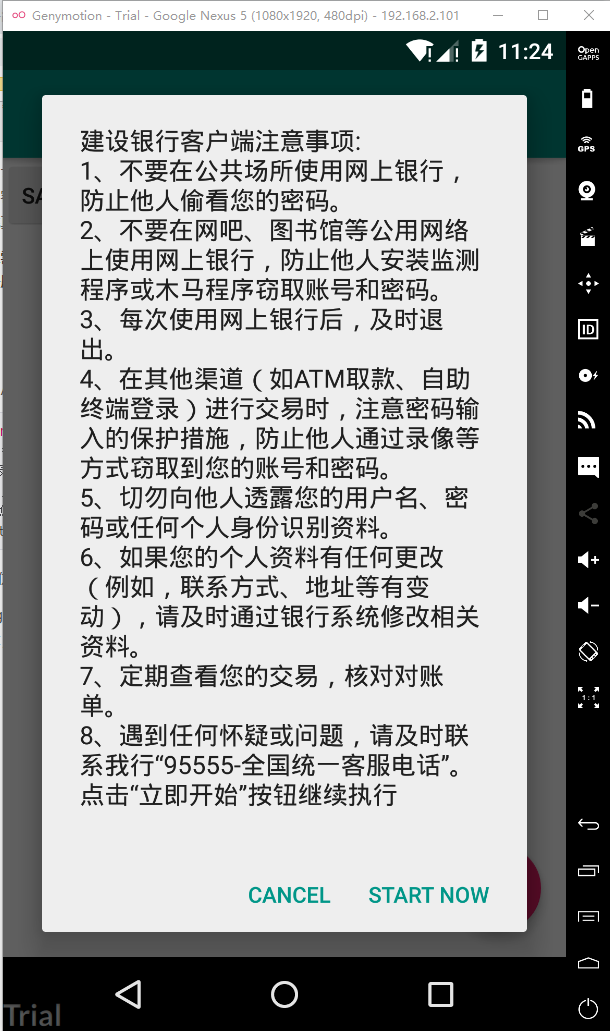 Genymotion - Trial - Google Nexus 5 (1080x1920, 480dpi) - 192.168.2.101
11:24
Open
GAPPS
GPS
SA
建设银行客户端注意事项:
1、不要在公共场所使用网上银行，
防止他人偷看您的密码。
2、不要在网吧、图书馆等公用网络
上使用网上银行，防止他人安装监测
程序或木马程序窃取账号和密码。
3、每次使用网上银行后，及时退
出。
4、在其他渠道（如ATM取款、自助
终端登录）进行交易时，注意密码输
入的保护措施，防止他人通过录像等
方式窃取到您的账号和密码。
5、切勿向他人透露您的用户名、密
码或任何个人身份识别资料。
6、如果您的个人资料有任何更改
（例如，联系方式、地址等有变
动），请及时通过银行系统修改相关
资料。
7、定期查看您的交易，核对对账
单。
8、遇到任何怀疑或问题，请及时联
系我行“95555-全国统一客服电话”。
点击“立即开始”按钮继续执行
CANCEL START NOW
ID
1:1
Trial